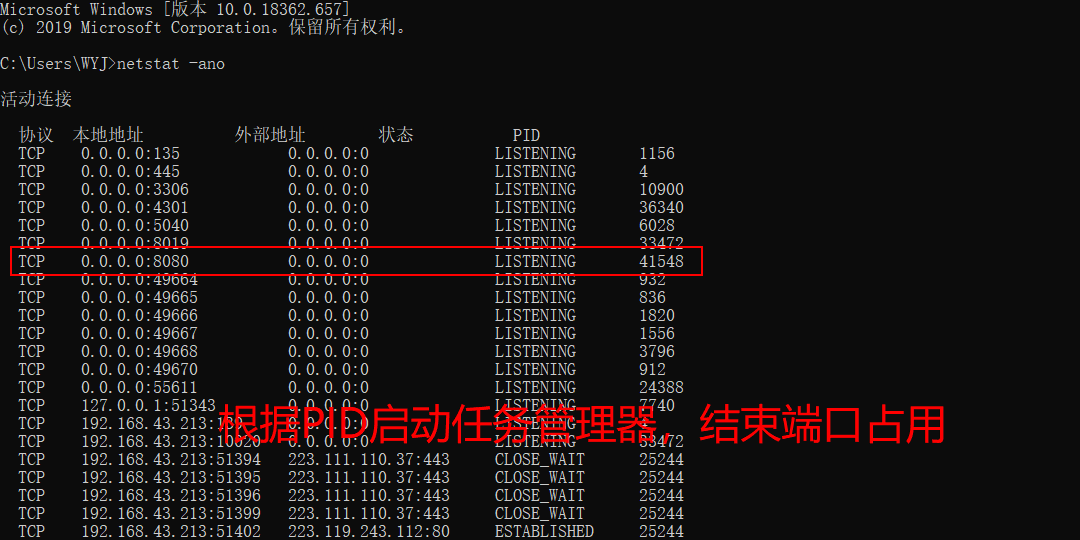 Microsoft Windows [版本 10.0.18362.657]
(c) 2019 Microsoft Corporation。保留所有权利。
C:\Users\WYJ>netstat -ano
活动连接
协议 本地地址 外部地址 状态 PID
TCP 0.0.0.0:135 0.0.0.0:0 LISTENING 1156
TCP 0.0.0.0:445 0.0.0.0:0 LISTENING 4
TCP 0.0.0.0:3306 0.0.0.0:0 LISTENING 10900
TCP 0.0.0.0:4301 0.0.0.0:0 LISTENING 36340
TCP 0.0.0.0:5040 0.0.0.0:0 LISTENING 6028
TCP 0.0.0.0:8019 0.0.0.0:0 LISTENING 33472
TCP 0.0.0.0:8080 0.0.0.0:0 LISTENING 41548
TCP 0.0.0.0:49664 0.0.0.0:0 LISTENING 932
TCP 0.0.0.0:49665 0.0.0.0:0 LISTENING 836
TCP 0.0.0.0:49666 0.0.0.0:0 LISTENING 1820
TCP 0.0.0.0:49667 0.0.0.0:0 LISTENING 1556
TCP 0.0.0.0:49668 0.0.0.0:0 LISTENING 3796
TCP 0.0.0.0:49670 0.0.0.0:0 LISTENING 912
TCP 0.0.0.0:55611 0.0.0.0:0 LISTENING 24388
TCP 127.0.0.1:51343 0.0.0.0:0 LISTENING 7740
根据PID启动任务管理器，结束端口占用
TCP 0.0.0.0:0 LISTENING
TCP 0.0.0.0:0 LISTENING 33472
TCP 192.168.43.213:51394 223.111.110.37:443 CLOSE_WAIT 25244
TCP 192.168.43.213:51395 223.111.110.37:443 CLOSE_WAIT 25244
TCP 192.168.43.213:51396 223.111.110.37:443 CLOSE_WAIT 25244
TCP 192.168.43.213:51399 223.111.110.37:443 CLOSE_WAIT 25244
TCP 192.168.43.213:51402 223.119.243.112:80 ESTABLISHED 25244